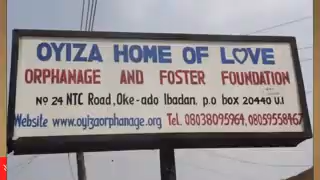 OYIZA HOME OF LOVE
ORPHANAGE AND FOSTER FOUNDATION
No 24 NTC Road, Oke-ado Ibadan. p.o box 20440 U.I
Website www.oyizaorphanage.org Tel. 08038095964, 08059558467